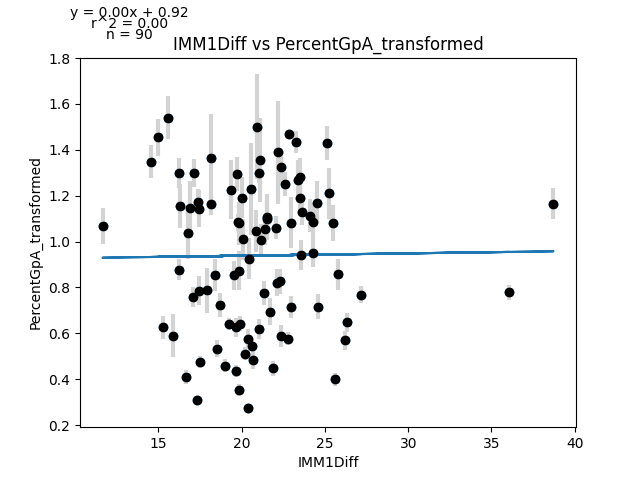 y = 0.00x + 0.92
r^2 = 0.00
n = 90
IMM1Diff vs PercentGpA_transformed
1.8
1.6
1.4
1.2
1.0
0.8
0.6
0.4
0.2
PercentGpA_transformed
15 20 25 30 35 40
IMM1Diff